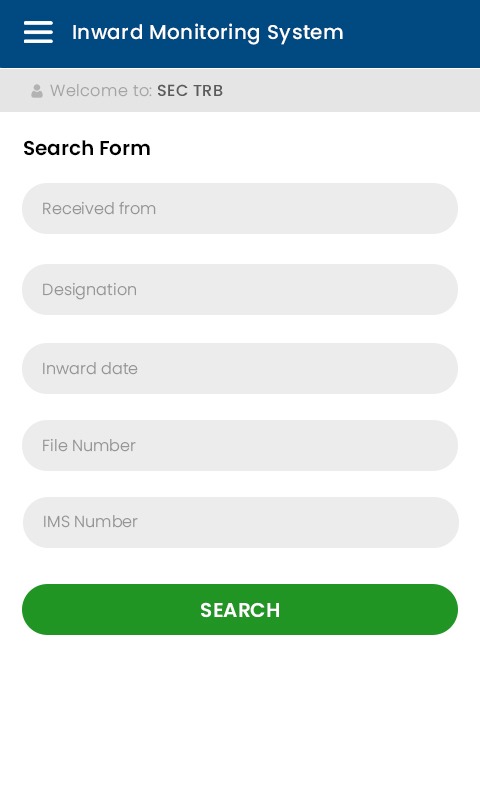 Inward Monitoring System
Welcome to: SEC TRB
Search Form
Received from
Designation
Inward date
File Number
IMS Number
SEARCH